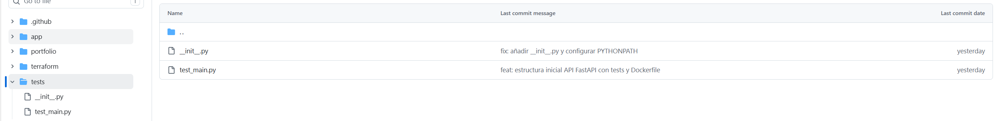 Go to file
.github
app
portfolio
terraform
tests
__init__.py
test_main.py
Name Last commit message Last commit date
..
__init__.py fix: añadir __init__.py y configurar PYTHONPATH yesterday
test_main.py feat: estructura inicial API FastAPI con tests y Dockerfile yesterday